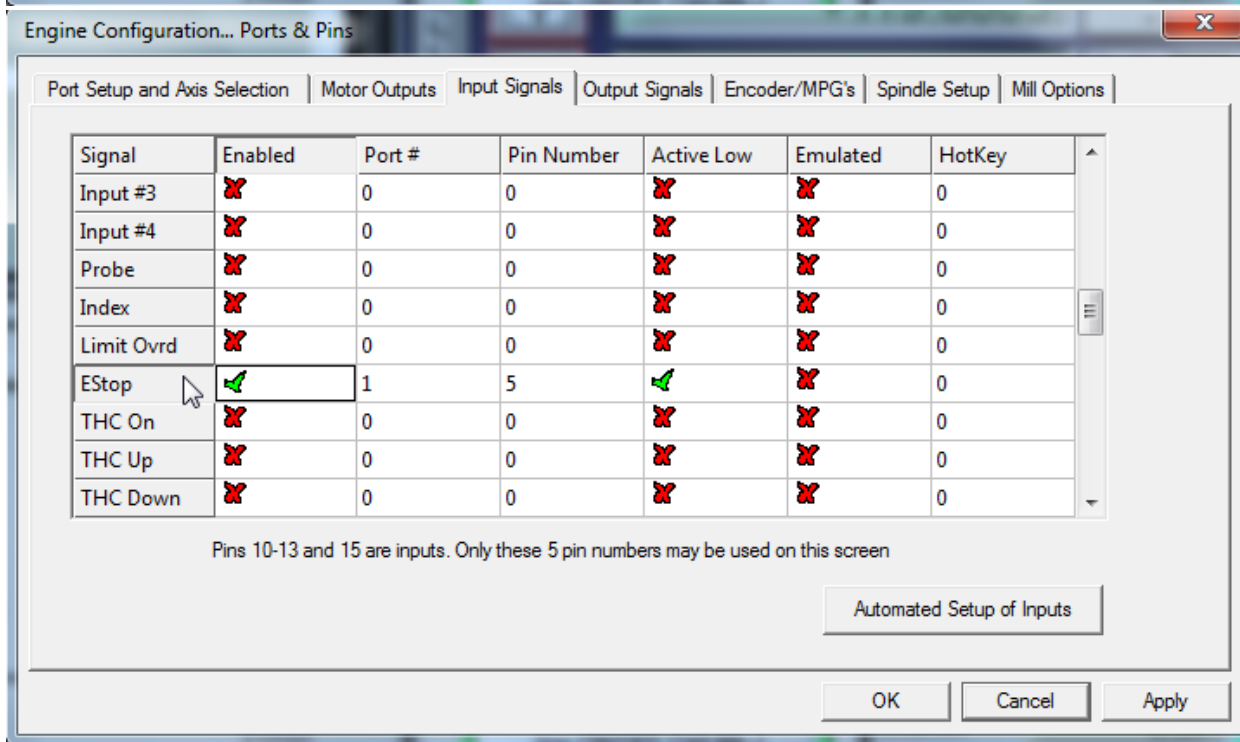 Engine Configuration... Ports & Pins
Port Setup and Axis Selection Motor Outputs Input Signals Output Signals Encoder/MPG's Spindle Setup Mill Options
Signal Enabled Port # Pin Number Active Low Emulated HotKey
Input #3 0 0 0
Input #4 0 0 0
Probe 0 0 0
Index 0 0 0
Limit Ovrd 0 0 0
EStop 1 5 0
THC On 0 0 0
THC Up 0 0 0
THC Down 0 0 0
Pins 10-13 and 15 are inputs. Only these 5 pin numbers may be used on this screen
Automated Setup of Inputs
OK Cancel Apply